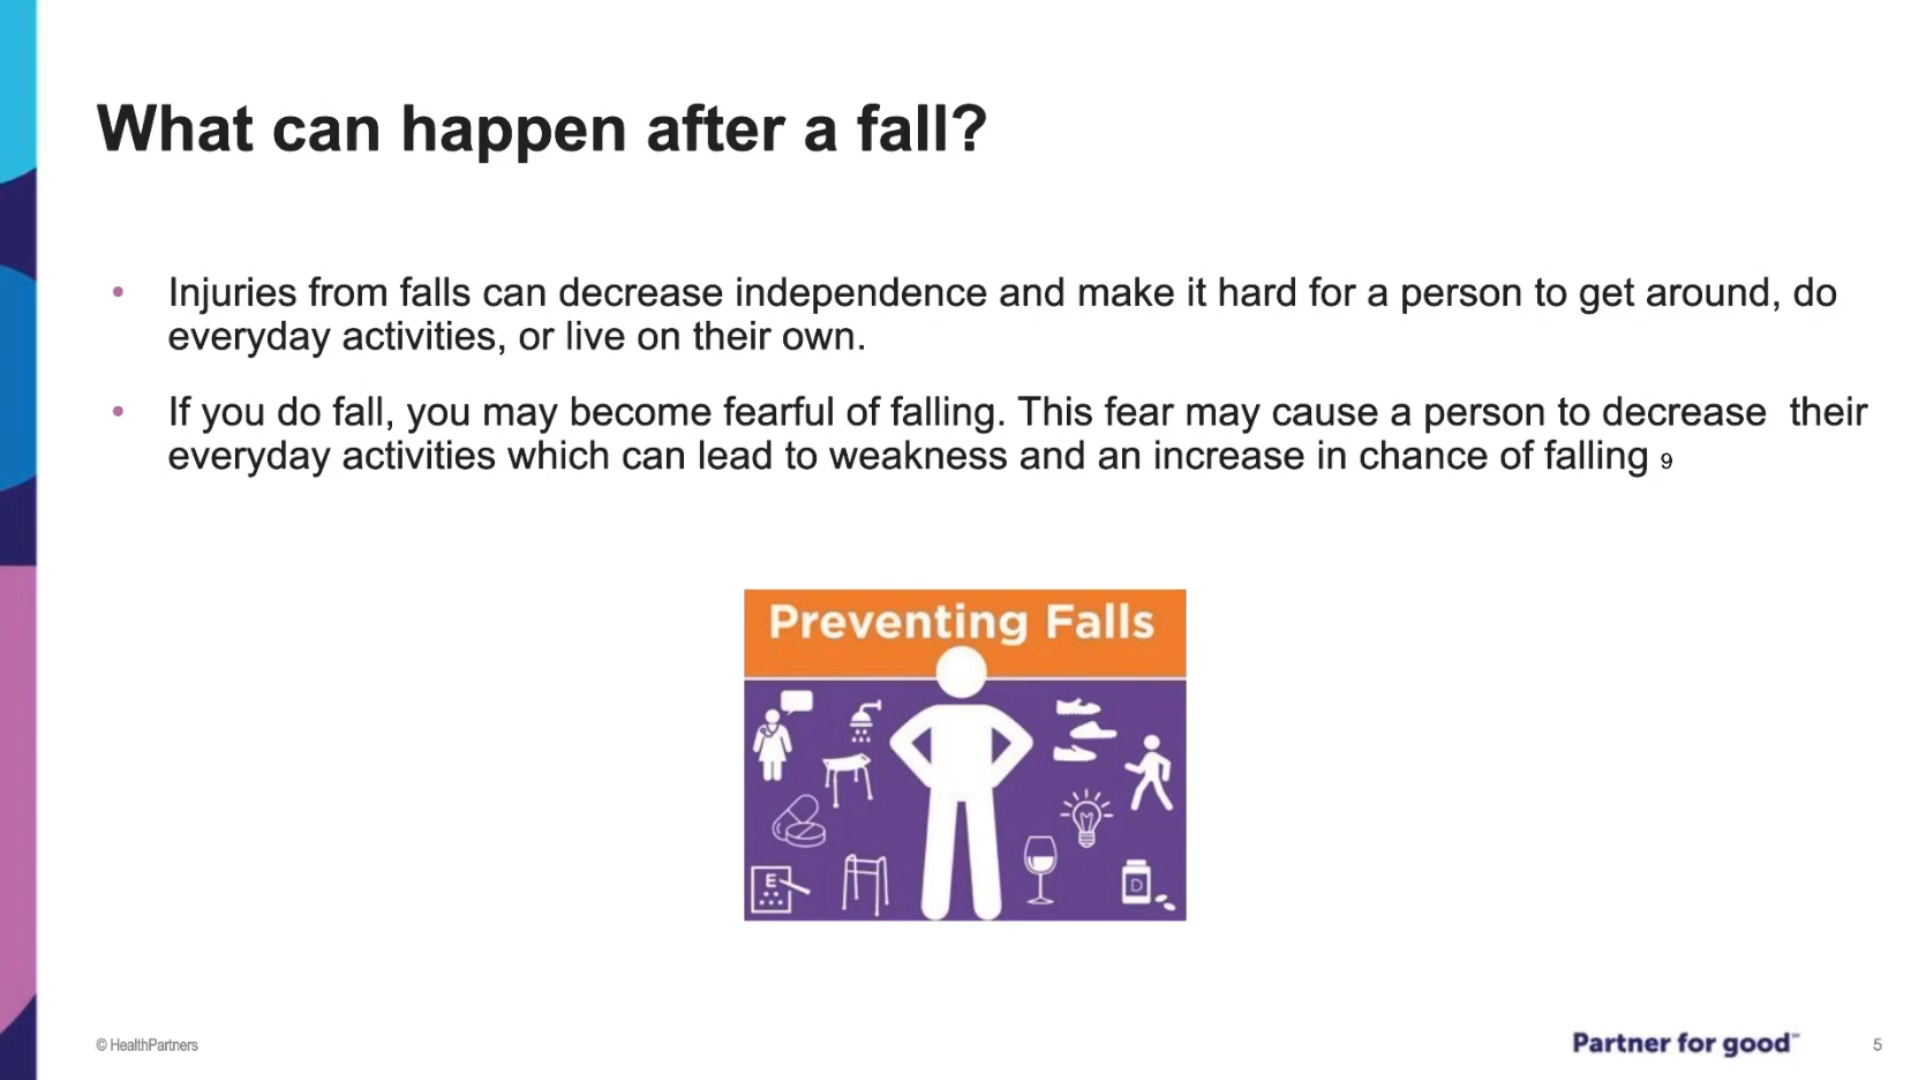 What can happen after a fall?
• Injuries from falls can decrease independence and make it hard for a person to get around, do
everyday activities, or live on their own.
• If you do fall, you may become fearful of falling. This fear may cause a person to decrease  their
everyday activities which can lead to weakness and an increase in chance of falling 9
Preventing Falls
E
D
© HealthPartners
Partner for good™
5